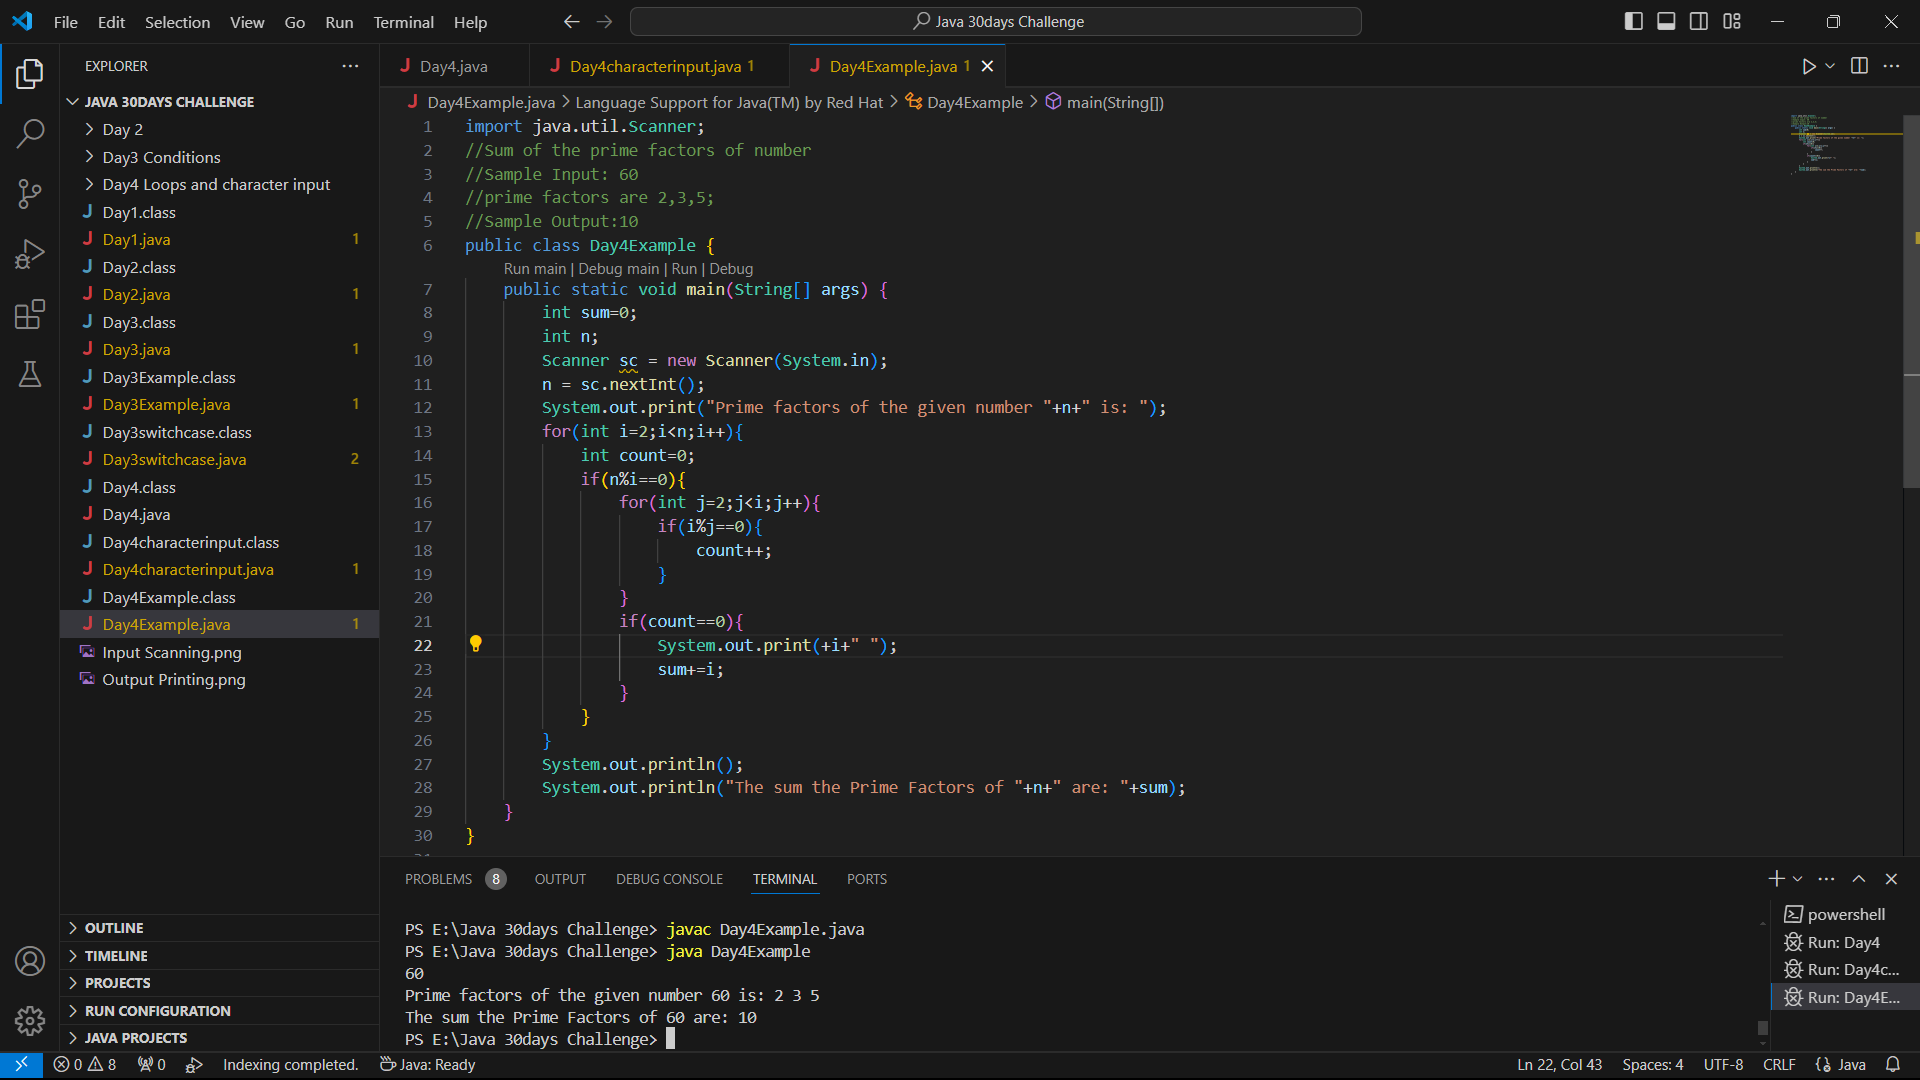 File Edit Selection View Go Run Terminal Help
Java 30days Challenge
EXPLORER
JAVA 30DAYS CHALLENGE
Day 2
Day3 Conditions
Day4 Loops and character input
Day1.class
Day1.java 1
Day2.class
Day2.java 1
Day3.class
Day3.java 1
Day3Example.class
Day3Example.java 1
Day3switchcase.class
Day3switchcase.java 2
Day4.class
Day4.java
Day4characterinput.class
Day4characterinput.java 1
Day4Example.class
Day4Example.java 1
Input Scanning.png
Output Printing.png
OUTLINE
TIMELINE
PROJECTS
RUN CONFIGURATION
JAVA PROJECTS
Day4.java Day4characterinput.java 1 Day4Example.java 1
Day4Example.java > Language Support for Java(TM) by Red Hat > Day4Example > main(String[])
1 import java.util.Scanner;
2 //Sum of the prime factors of number
3 //Sample Input: 60
4 //prime factors are 2,3,5;
5 //Sample Output:10
6 public class Day4Example {
Run main | Debug main | Run | Debug
7 public static void main(String[] args) {
8 int sum=0;
9 int n;
10 Scanner sc = new Scanner(System.in);
11 n = sc.nextInt();
12 System.out.print("Prime factors of the given number "+n+" is: ");
13 for(int i=2;i<n;i++){
14 int count=0;
15 if(n%i==0){
16 for(int j=2;j<i;j++){
17 if(i%j==0){
18 count++;
19 }
20 }
21 if(count==0){
22 System.out.print(+i+" ");
23 sum+=i;
24 }
25 }
26 }
27 System.out.println();
28 System.out.println("The sum the Prime Factors of "+n+" are: "+sum);
29 }
30 }
PROBLEMS 8 OUTPUT DEBUG CONSOLE TERMINAL PORTS
PS E:\Java 30days Challenge> javac Day4Example.java
PS E:\Java 30days Challenge> java Day4Example
60
Prime factors of the given number 60 is: 2 3 5
The sum the Prime Factors of 60 are: 10
PS E:\Java 30days Challenge>
powershell
Run: Day4
Run: Day4c...
Run: Day4E...
0 8 0 Indexing completed. Java: Ready Ln 22, Col 43 Spaces: 4 UTF-8 CRLF Java